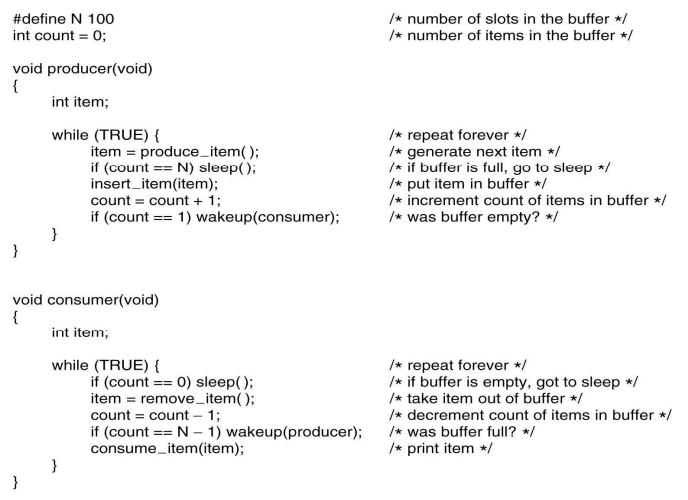 #define N 100 /* number of slots in the buffer */
int count = 0; /* number of items in the buffer */
void producer(void)
{
int item;
while (TRUE) { /* repeat forever */
item = produce_item( ); /* generate next item */
if (count == N) sleep( ); /* if buffer is full, go to sleep */
insert_item(item); /* put item in buffer */
count = count + 1; /* increment count of items in buffer */
if (count == 1) wakeup(consumer); /* was buffer empty? */
}
}
void consumer(void)
{
int item;
while (TRUE) { /* repeat forever */
if (count == 0) sleep( ); /* if buffer is empty, got to sleep */
item = remove_item( ); /* take item out of buffer */
count = count − 1; /* decrement count of items in buffer */
if (count == N − 1) wakeup(producer); /* was buffer full? */
consume_item(item); /* print item */
}
}